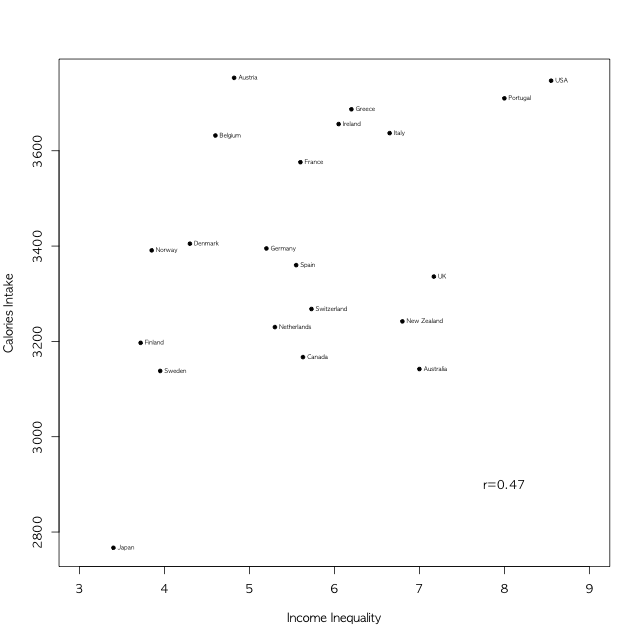 Austria
USA
Portugal
Greece
Ireland
Italy
Belgium
France
Denmark
Norway
Germany
Spain
UK
Switzerland
New Zealand
Netherlands
Finland
Canada
Australia
Sweden
r=0.47
Japan
3600
3400
3200
3000
2800
Calories Intake
3 4 5 6 7 8 9
Income Inequality